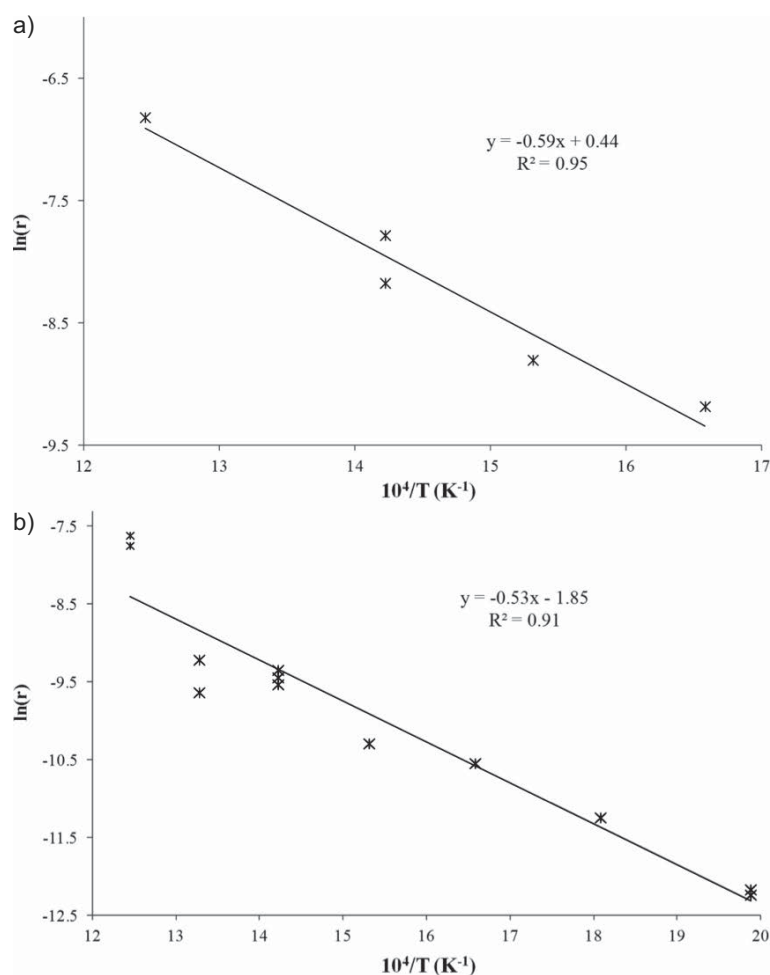 a)
-6.5
-7.5
-8.5
-9.5
ln(r)
y = -0.59x + 0.44
R² = 0.95
12 13 14 15 16 17
10⁴/T (K⁻¹)
b)
-7.5
-8.5
-9.5
-10.5
-11.5
-12.5
ln(r)
y = -0.53x - 1.85
R² = 0.91
12 13 14 15 16 17 18 19 20
10⁴/T (K⁻¹)